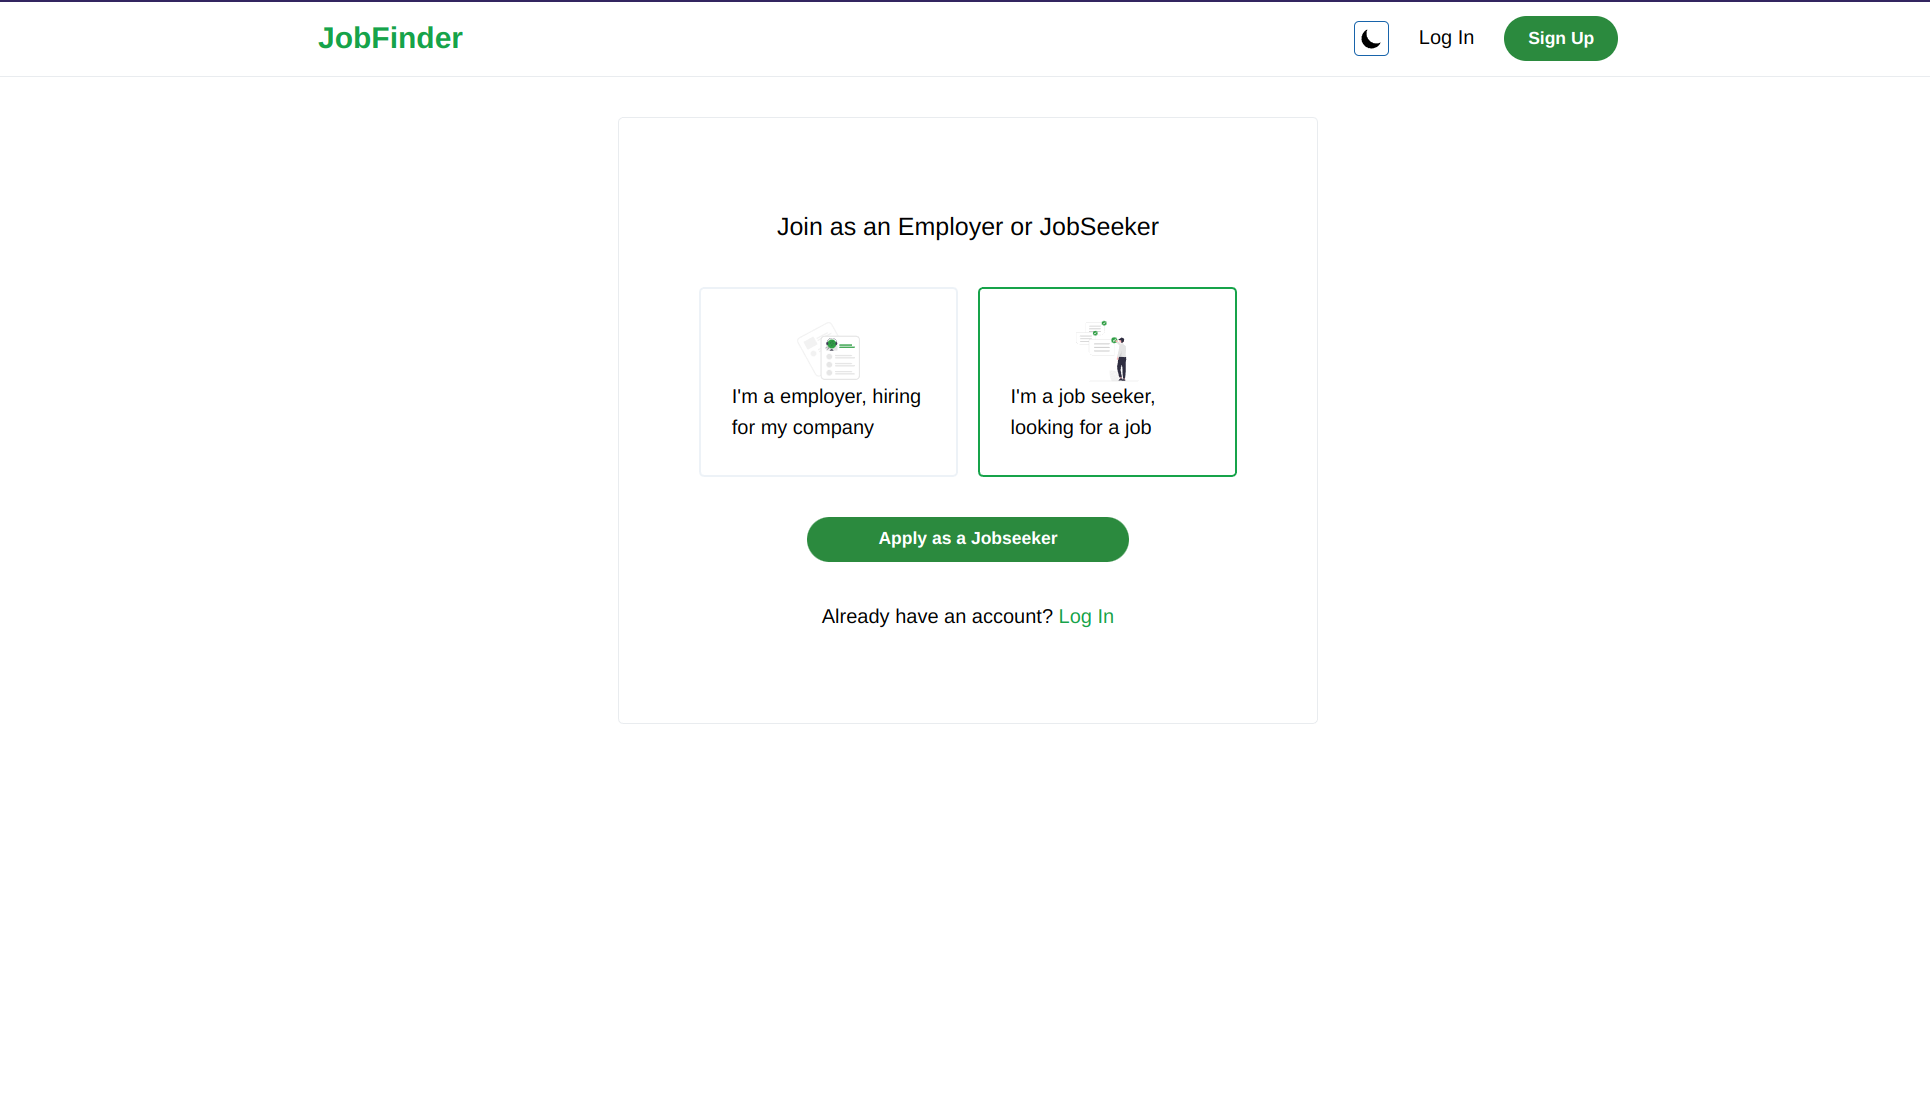 JobFinder
Log In
Sign Up
Join as an Employer or JobSeeker
I'm a employer, hiring
for my company
I'm a job seeker,
looking for a job
Apply as a Jobseeker
Already have an account? Log In